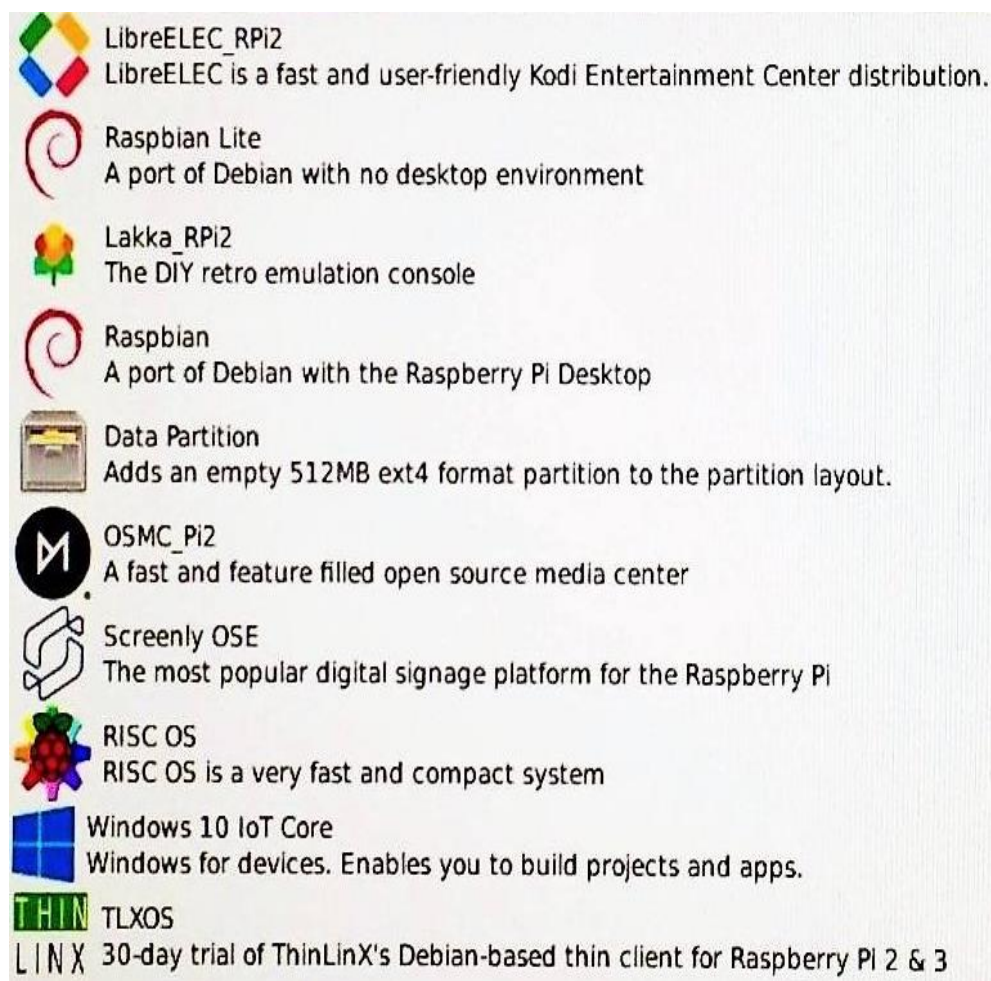 LibreELEC_RPi2
LibreELEC is a fast and user-friendly Kodi Entertainment Center distribution.
Raspbian Lite
A port of Debian with no desktop environment
Lakka_RPi2
The DIY retro emulation console
Raspbian
A port of Debian with the Raspberry Pi Desktop
Data Partition
Adds an empty 512MB ext4 format partition to the partition layout.
OSMC_Pi2
A fast and feature filled open source media center
Screenly OSE
The most popular digital signage platform for the Raspberry Pi
RISC OS
RISC OS is a very fast and compact system
Windows 10 IoT Core
Windows for devices. Enables you to build projects and apps.
THIN TLXOS
LINX 30-day trial of ThinLinX's Debian-based thin client for Raspberry Pi 2 & 3